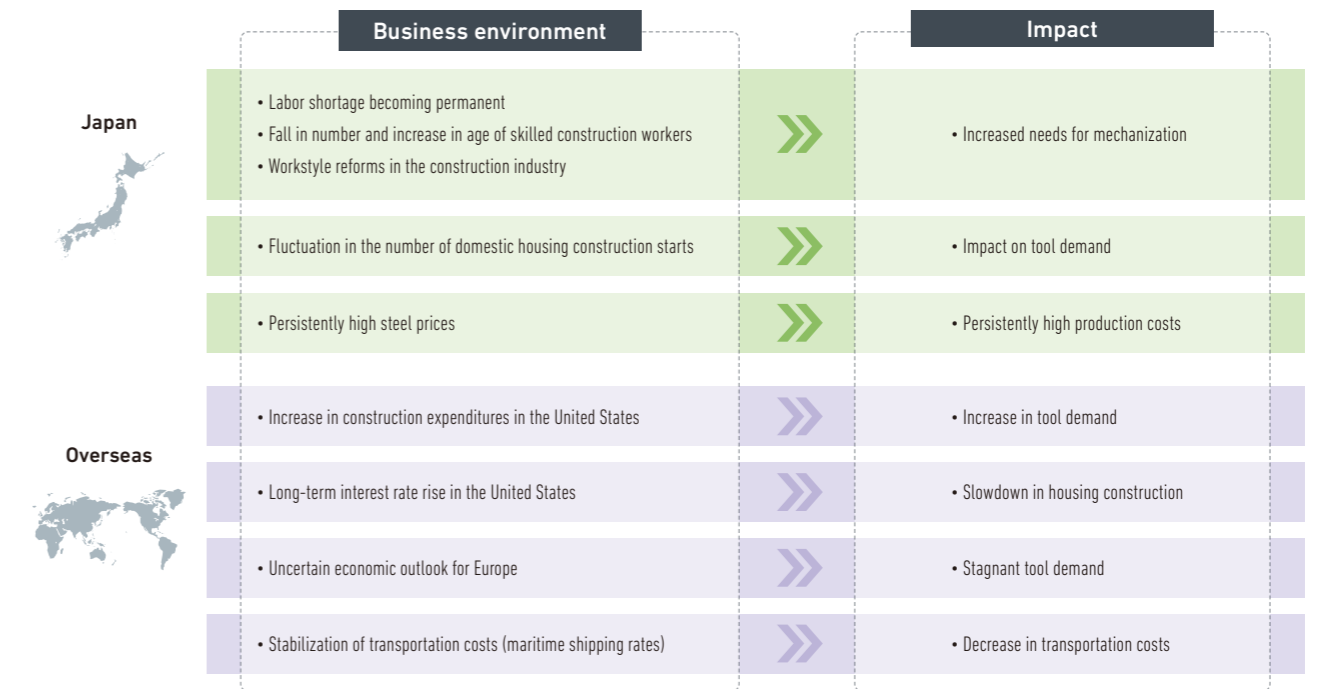 Business environment
Impact
Japan
• Labor shortage becoming permanent
• Fall in number and increase in age of skilled construction workers
• Workstyle reforms in the construction industry
• Increased needs for mechanization
• Fluctuation in the number of domestic housing construction starts
• Impact on tool demand
• Persistently high steel prices
• Persistently high production costs
Overseas
• Increase in construction expenditures in the United States
• Increase in tool demand
• Long-term interest rate rise in the United States
• Slowdown in housing construction
• Uncertain economic outlook for Europe
• Stagnant tool demand
• Stabilization of transportation costs (maritime shipping rates)
• Decrease in transportation costs